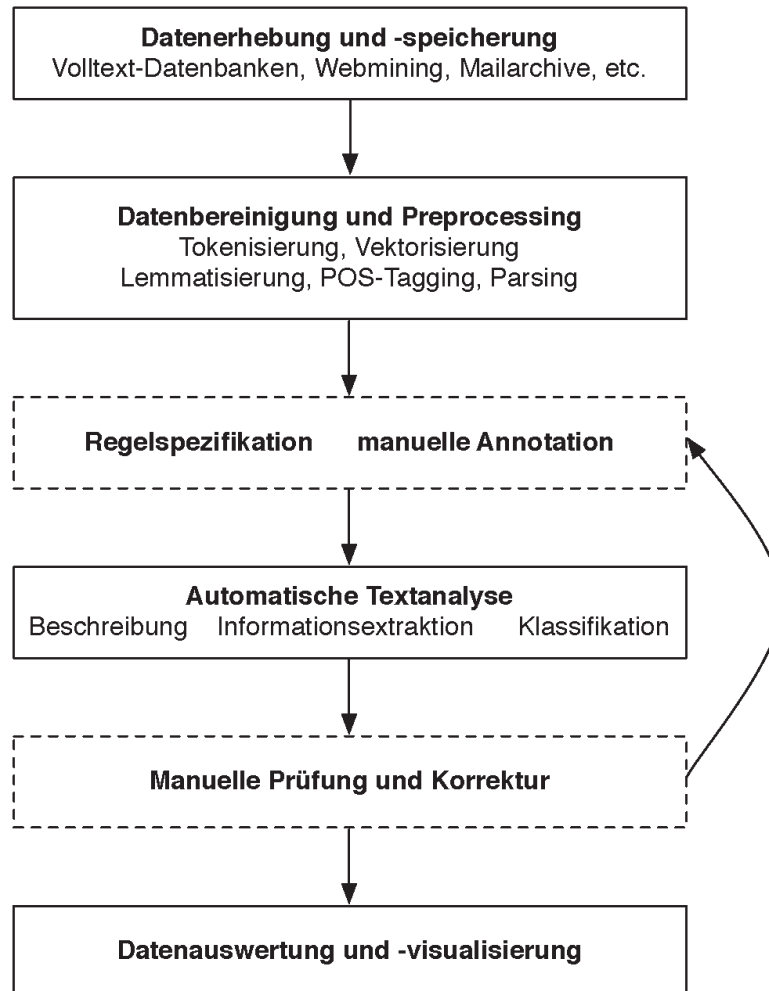 Datenerhebung und -speicherung
Volltext-Datenbanken, Webmining, Mailarchive, etc.
Datenbereinigung und Preprocessing
Tokenisierung, Vektorisierung
Lemmatisierung, POS-Tagging, Parsing
Regelspezifikation manuelle Annotation
Automatische Textanalyse
Beschreibung Informationsextraktion Klassifikation
Manuelle Prüfung und Korrektur
Datenauswertung und -visualisierung